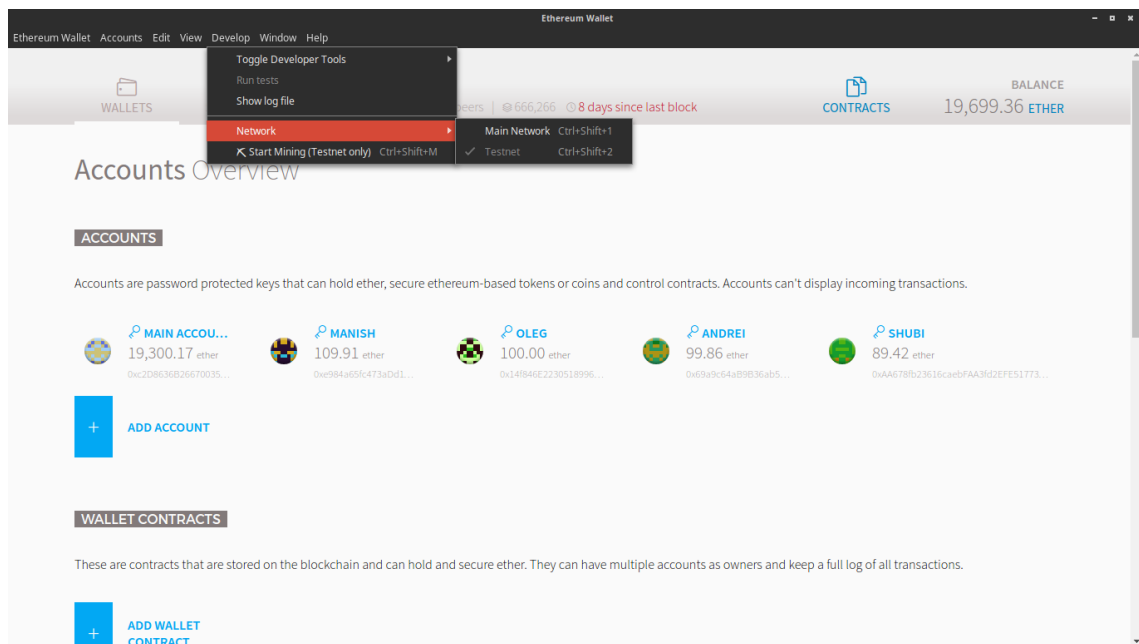 Ethereum Wallet
Ethereum Wallet Accounts Edit View Develop Window Help
Toggle Developer Tools
Run tests
Show log file
Network
Start Mining (Testnet only) Ctrl+Shift+M
Main Network Ctrl+Shift+1
Testnet Ctrl+Shift+2
WALLETS
peers | 666,266 8 days since last block
CONTRACTS
BALANCE
19,699.36 ETHER
Accounts Overview
ACCOUNTS
Accounts are password protected keys that can hold ether, secure ethereum-based tokens or coins and control contracts. Accounts can't display incoming transactions.
MAIN ACCOU...
19,300.17 ether
0xc2D8636B26670035...
MANISH
109.91 ether
0xe984a65fc473aDd1...
OLEG
100.00 ether
0x14f846E2230518996...
ANDREI
99.86 ether
0x69a9c64aB9B36ab5...
SHUBI
89.42 ether
0xAA678fb23616caebFAA3fd2EFE51773...
+ ADD ACCOUNT
WALLET CONTRACTS
These are contracts that are stored on the blockchain and can hold and secure ether. They can have multiple accounts as owners and keep a full log of all transactions.
+ ADD WALLET
CONTRACT